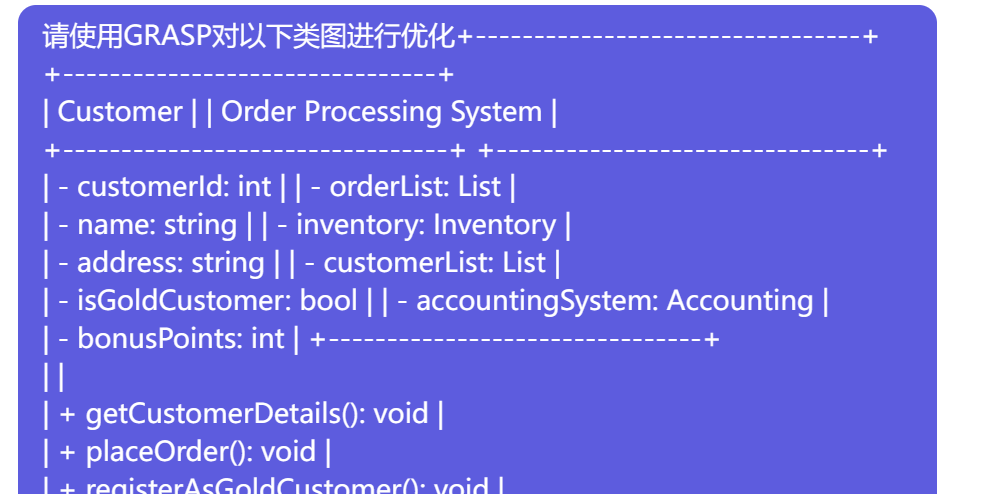 请使用GRASP对以下类图进行优化+---------------------------------+
+--------------------------------+
| Customer | | Order Processing System |
+---------------------------------+ +--------------------------------+
| - customerId: int | | - orderList: List |
| - name: string | | - inventory: Inventory |
| - address: string | | - customerList: List |
| - isGoldCustomer: bool | | - accountingSystem: Accounting |
| - bonusPoints: int | +--------------------------------+
| |
| + getCustomerDetails(): void |
| + placeOrder(): void |
| + registerAsGoldCustomer(): void |